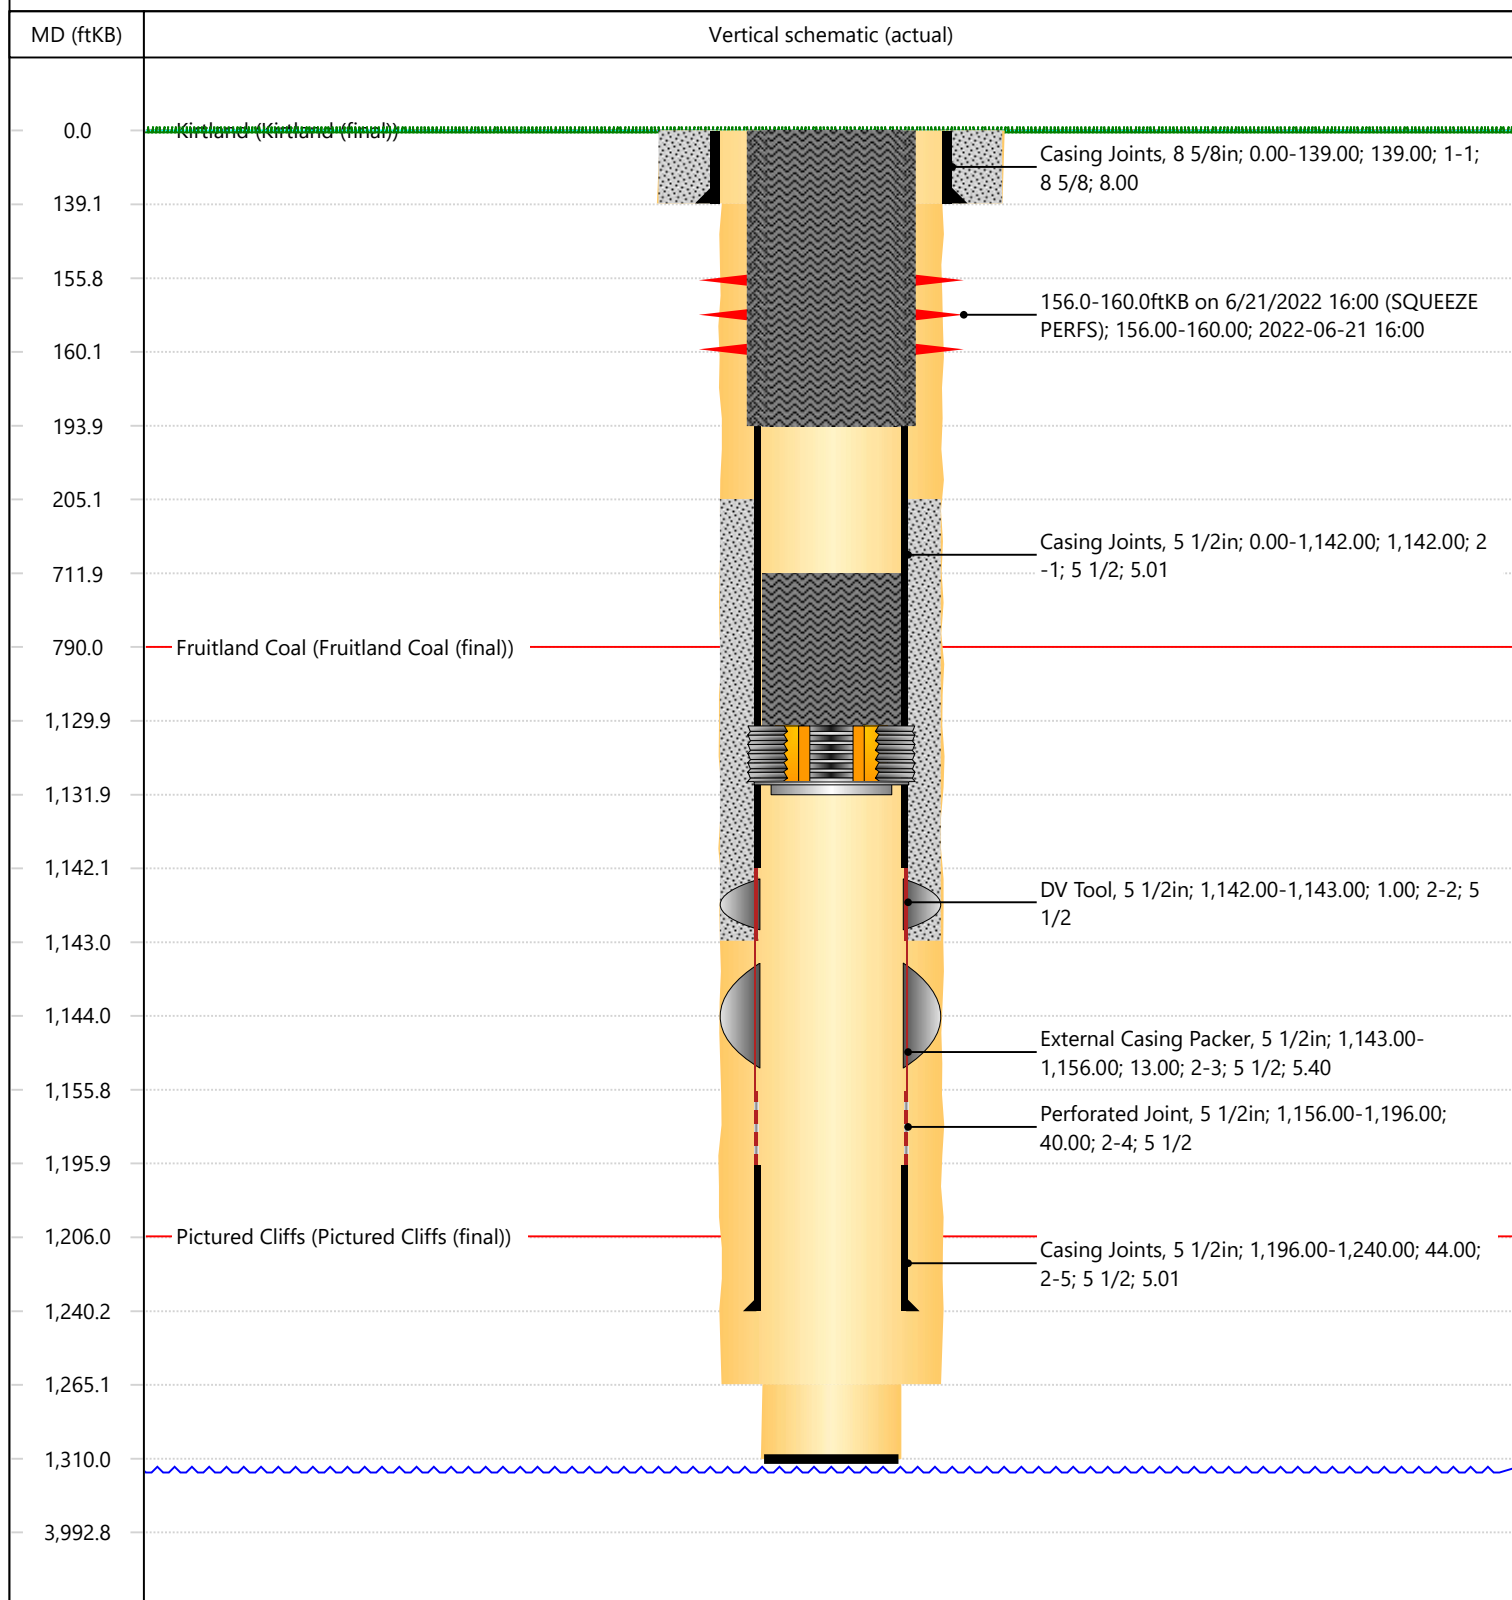 MD (ftKB)
Vertical schematic (actual)
0.0
Kirtland (Kirtland (final))
Casing Joints, 8 5/8in; 0.00-139.00; 139.00; 1-1;
8 5/8; 8.00
139.1
155.8
156.0-160.0ftKB on 6/21/2022 16:00 (SQUEEZE
PERFS); 156.00-160.00; 2022-06-21 16:00
160.1
193.9
205.1
Casing Joints, 5 1/2in; 0.00-1,142.00; 1,142.00; 2
-1; 5 1/2; 5.01
711.9
790.0
Fruitland Coal (Fruitland Coal (final))
1,129.9
1,131.9
1,142.1
DV Tool, 5 1/2in; 1,142.00-1,143.00; 1.00; 2-2; 5
1/2
1,143.0
1,144.0
External Casing Packer, 5 1/2in; 1,143.00-
1,156.00; 13.00; 2-3; 5 1/2; 5.40
1,155.8
Perforated Joint, 5 1/2in; 1,156.00-1,196.00;
40.00; 2-4; 5 1/2
1,195.9
1,206.0
Pictured Cliffs (Pictured Cliffs (final))
Casing Joints, 5 1/2in; 1,196.00-1,240.00; 44.00;
2-5; 5 1/2; 5.01
1,240.2
1,265.1
1,310.0
3,992.8